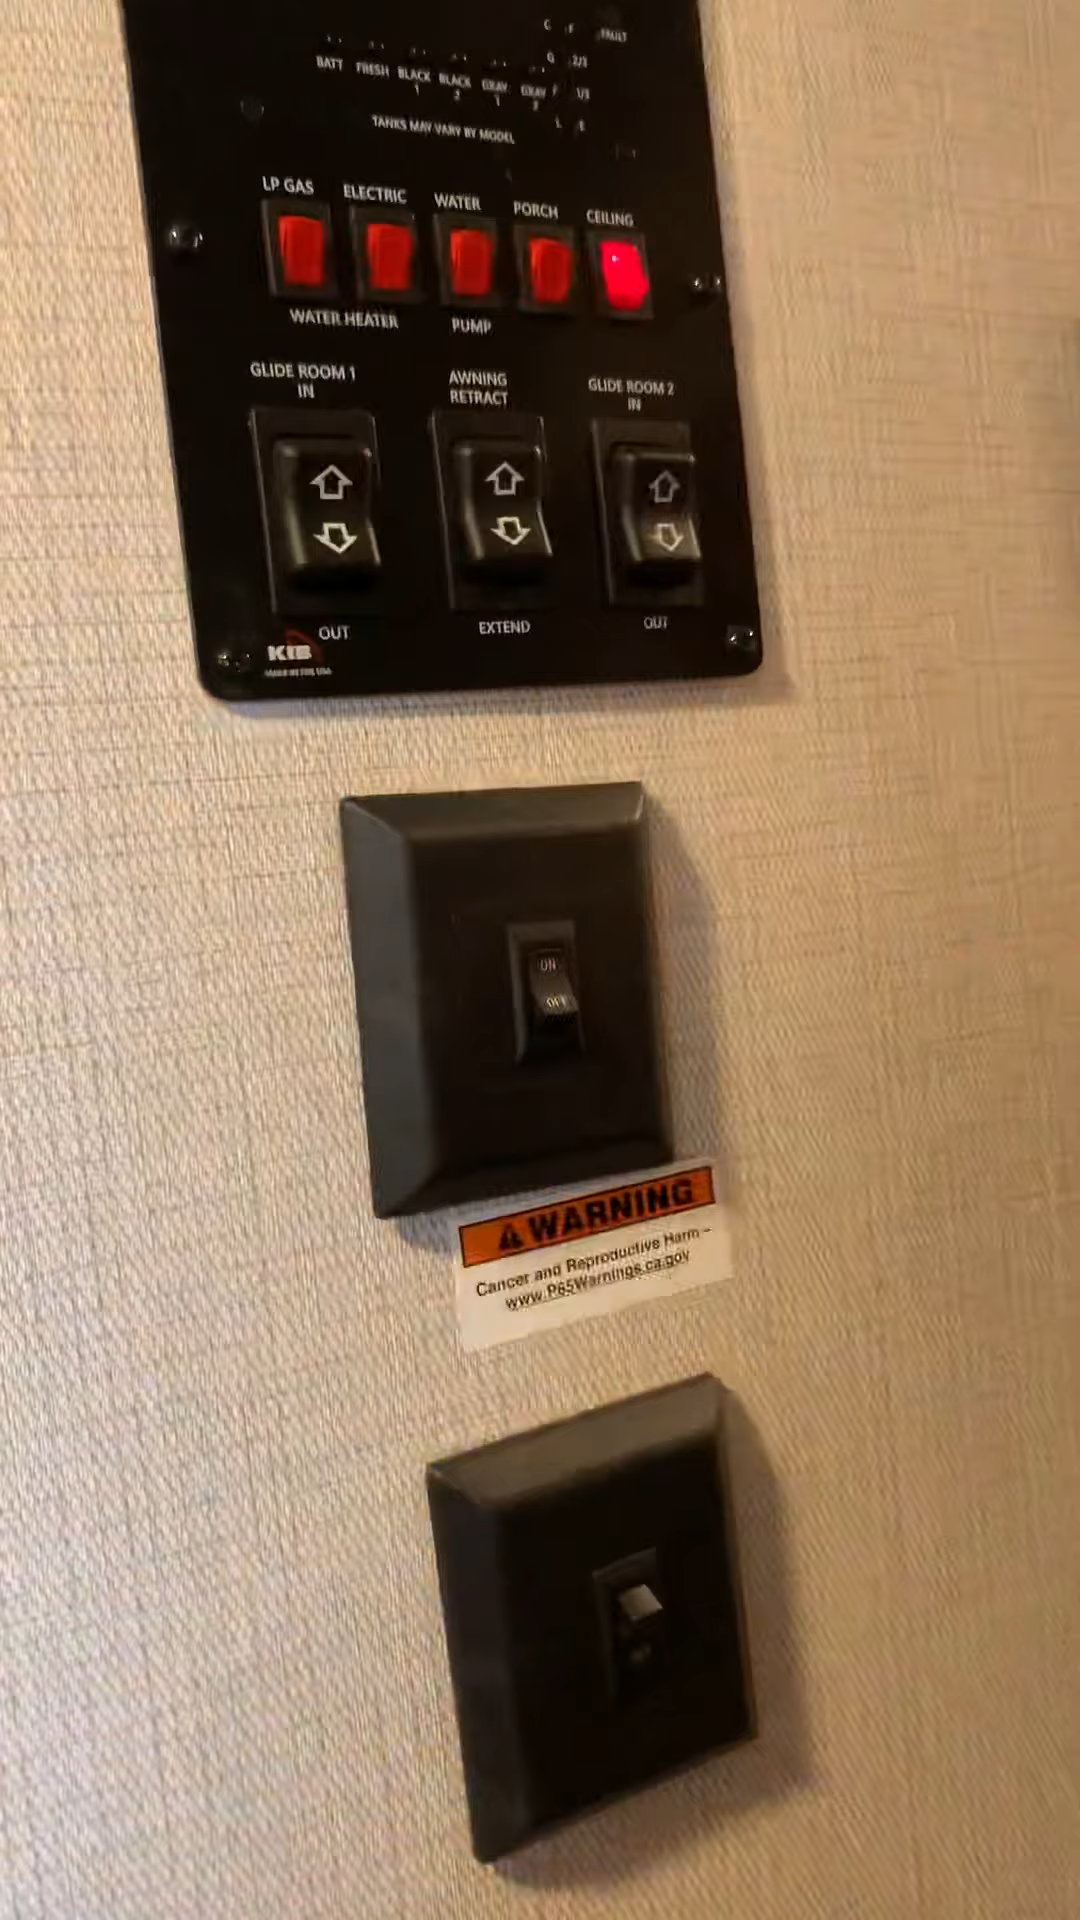 C F FAULT
G 2/3
BATT FRESH BLACK 1 BLACK 2 GRAY 1 GRAY 2 F 1/3
L E
TANKS MAY VARY BY MODEL
LP GAS ELECTRIC WATER PORCH CEILING
WATER HEATER PUMP
GLIDE ROOM 1 IN
AWNING RETRACT
GLIDE ROOM 2 IN
OUT EXTEND OUT
KIB
ON
OFF
WARNING
Cancer and Reproductive Harm –
www.P65Warnings.ca.gov